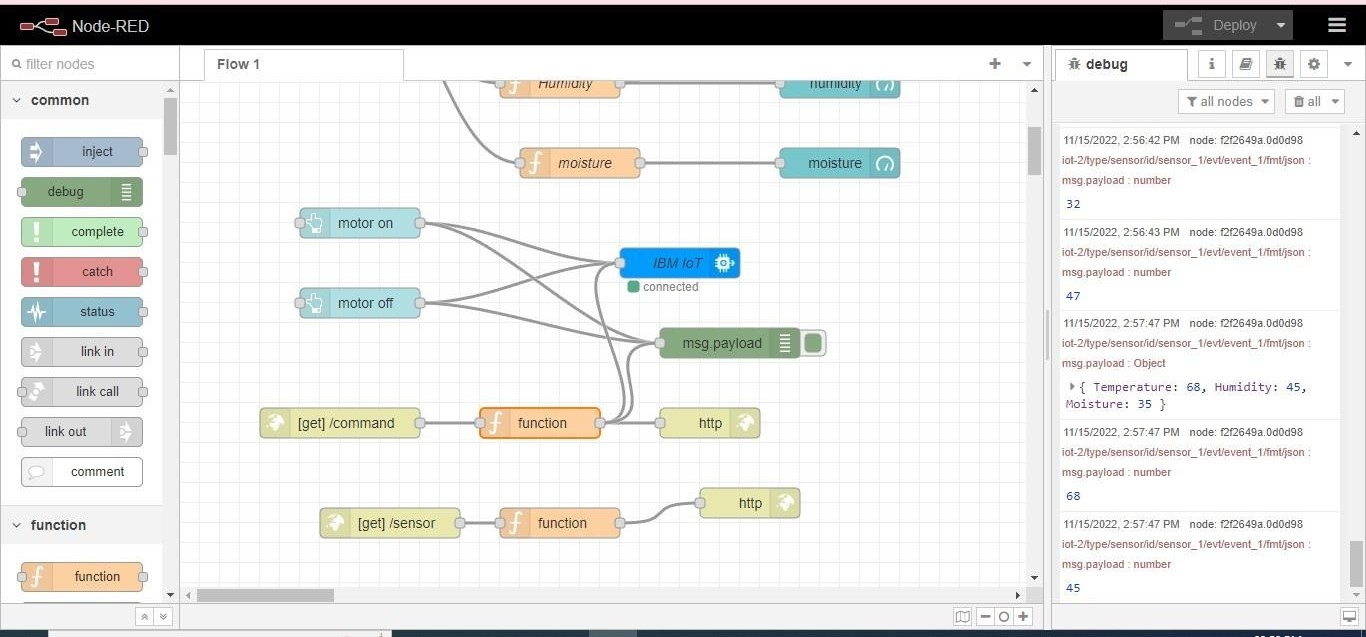 Node-RED
Deploy
filter nodes
Flow 1
debug
i
all nodes
all
common
inject
debug
complete
catch
status
link in
link call
link out
comment
function
function
Humidity
humidity
moisture
moisture
motor on
motor off
IBM IoT
connected
msg.payload
[get] /command
function
http
[get] /sensor
function
http
11/15/2022, 2:56:42 PM node: f2f2649a.0d0d98
iot-2/type/sensor/id/sensor_1/evt/event_1/fmt/json :
msg.payload : number
32
11/15/2022, 2:56:43 PM node: f2f2649a.0d0d98
iot-2/type/sensor/id/sensor_1/evt/event_1/fmt/json :
msg.payload : number
47
11/15/2022, 2:57:47 PM node: f2f2649a.0d0d98
iot-2/type/sensor/id/sensor_1/evt/event_1/fmt/json :
msg.payload : Object
{ Temperature: 68, Humidity: 45,
Moisture: 35 }
11/15/2022, 2:57:47 PM node: f2f2649a.0d0d98
iot-2/type/sensor/id/sensor_1/evt/event_1/fmt/json :
msg.payload : number
68
11/15/2022, 2:57:47 PM node: f2f2649a.0d0d98
iot-2/type/sensor/id/sensor_1/evt/event_1/fmt/json :
msg.payload : number
45